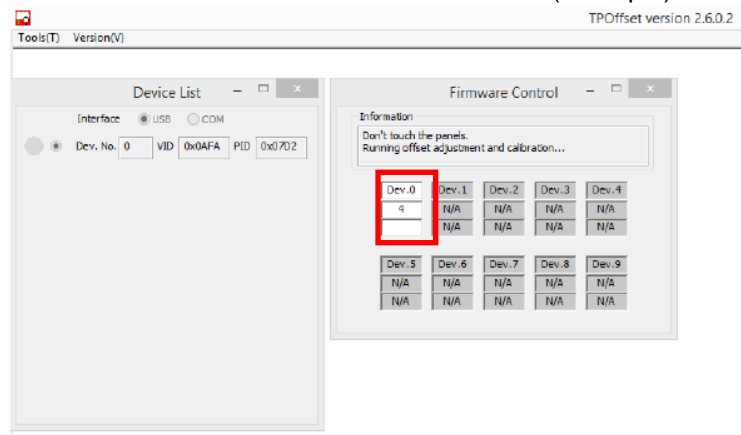 TPOffset version 2.6.0.2
Tools(T) Version(V)
Device List
Interface USB COM
Dev. No. 0 VID 0x0AFA PID 0x07D2
Firmware Control
Information
Don't touch the panels.
Running offset adjustment and calibration...
Dev.0 Dev.1 Dev.2 Dev.3 Dev.4
4 N/A N/A N/A N/A
N/A N/A N/A N/A
Dev.5 Dev.6 Dev.7 Dev.8 Dev.9
N/A N/A N/A N/A N/A
N/A N/A N/A N/A N/A